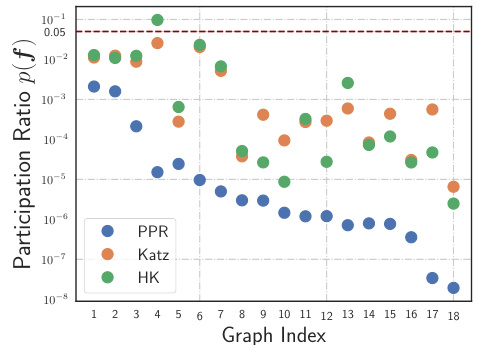 Participation Ratio p(f)
10⁻¹
0.05
10⁻²
10⁻³
10⁻⁴
10⁻⁵
10⁻⁶
10⁻⁷
10⁻⁸
PPR
Katz
HK
1 2 3 4 5 6 7 8 9 10 11 12 13 14 15 16 17 18
Graph Index